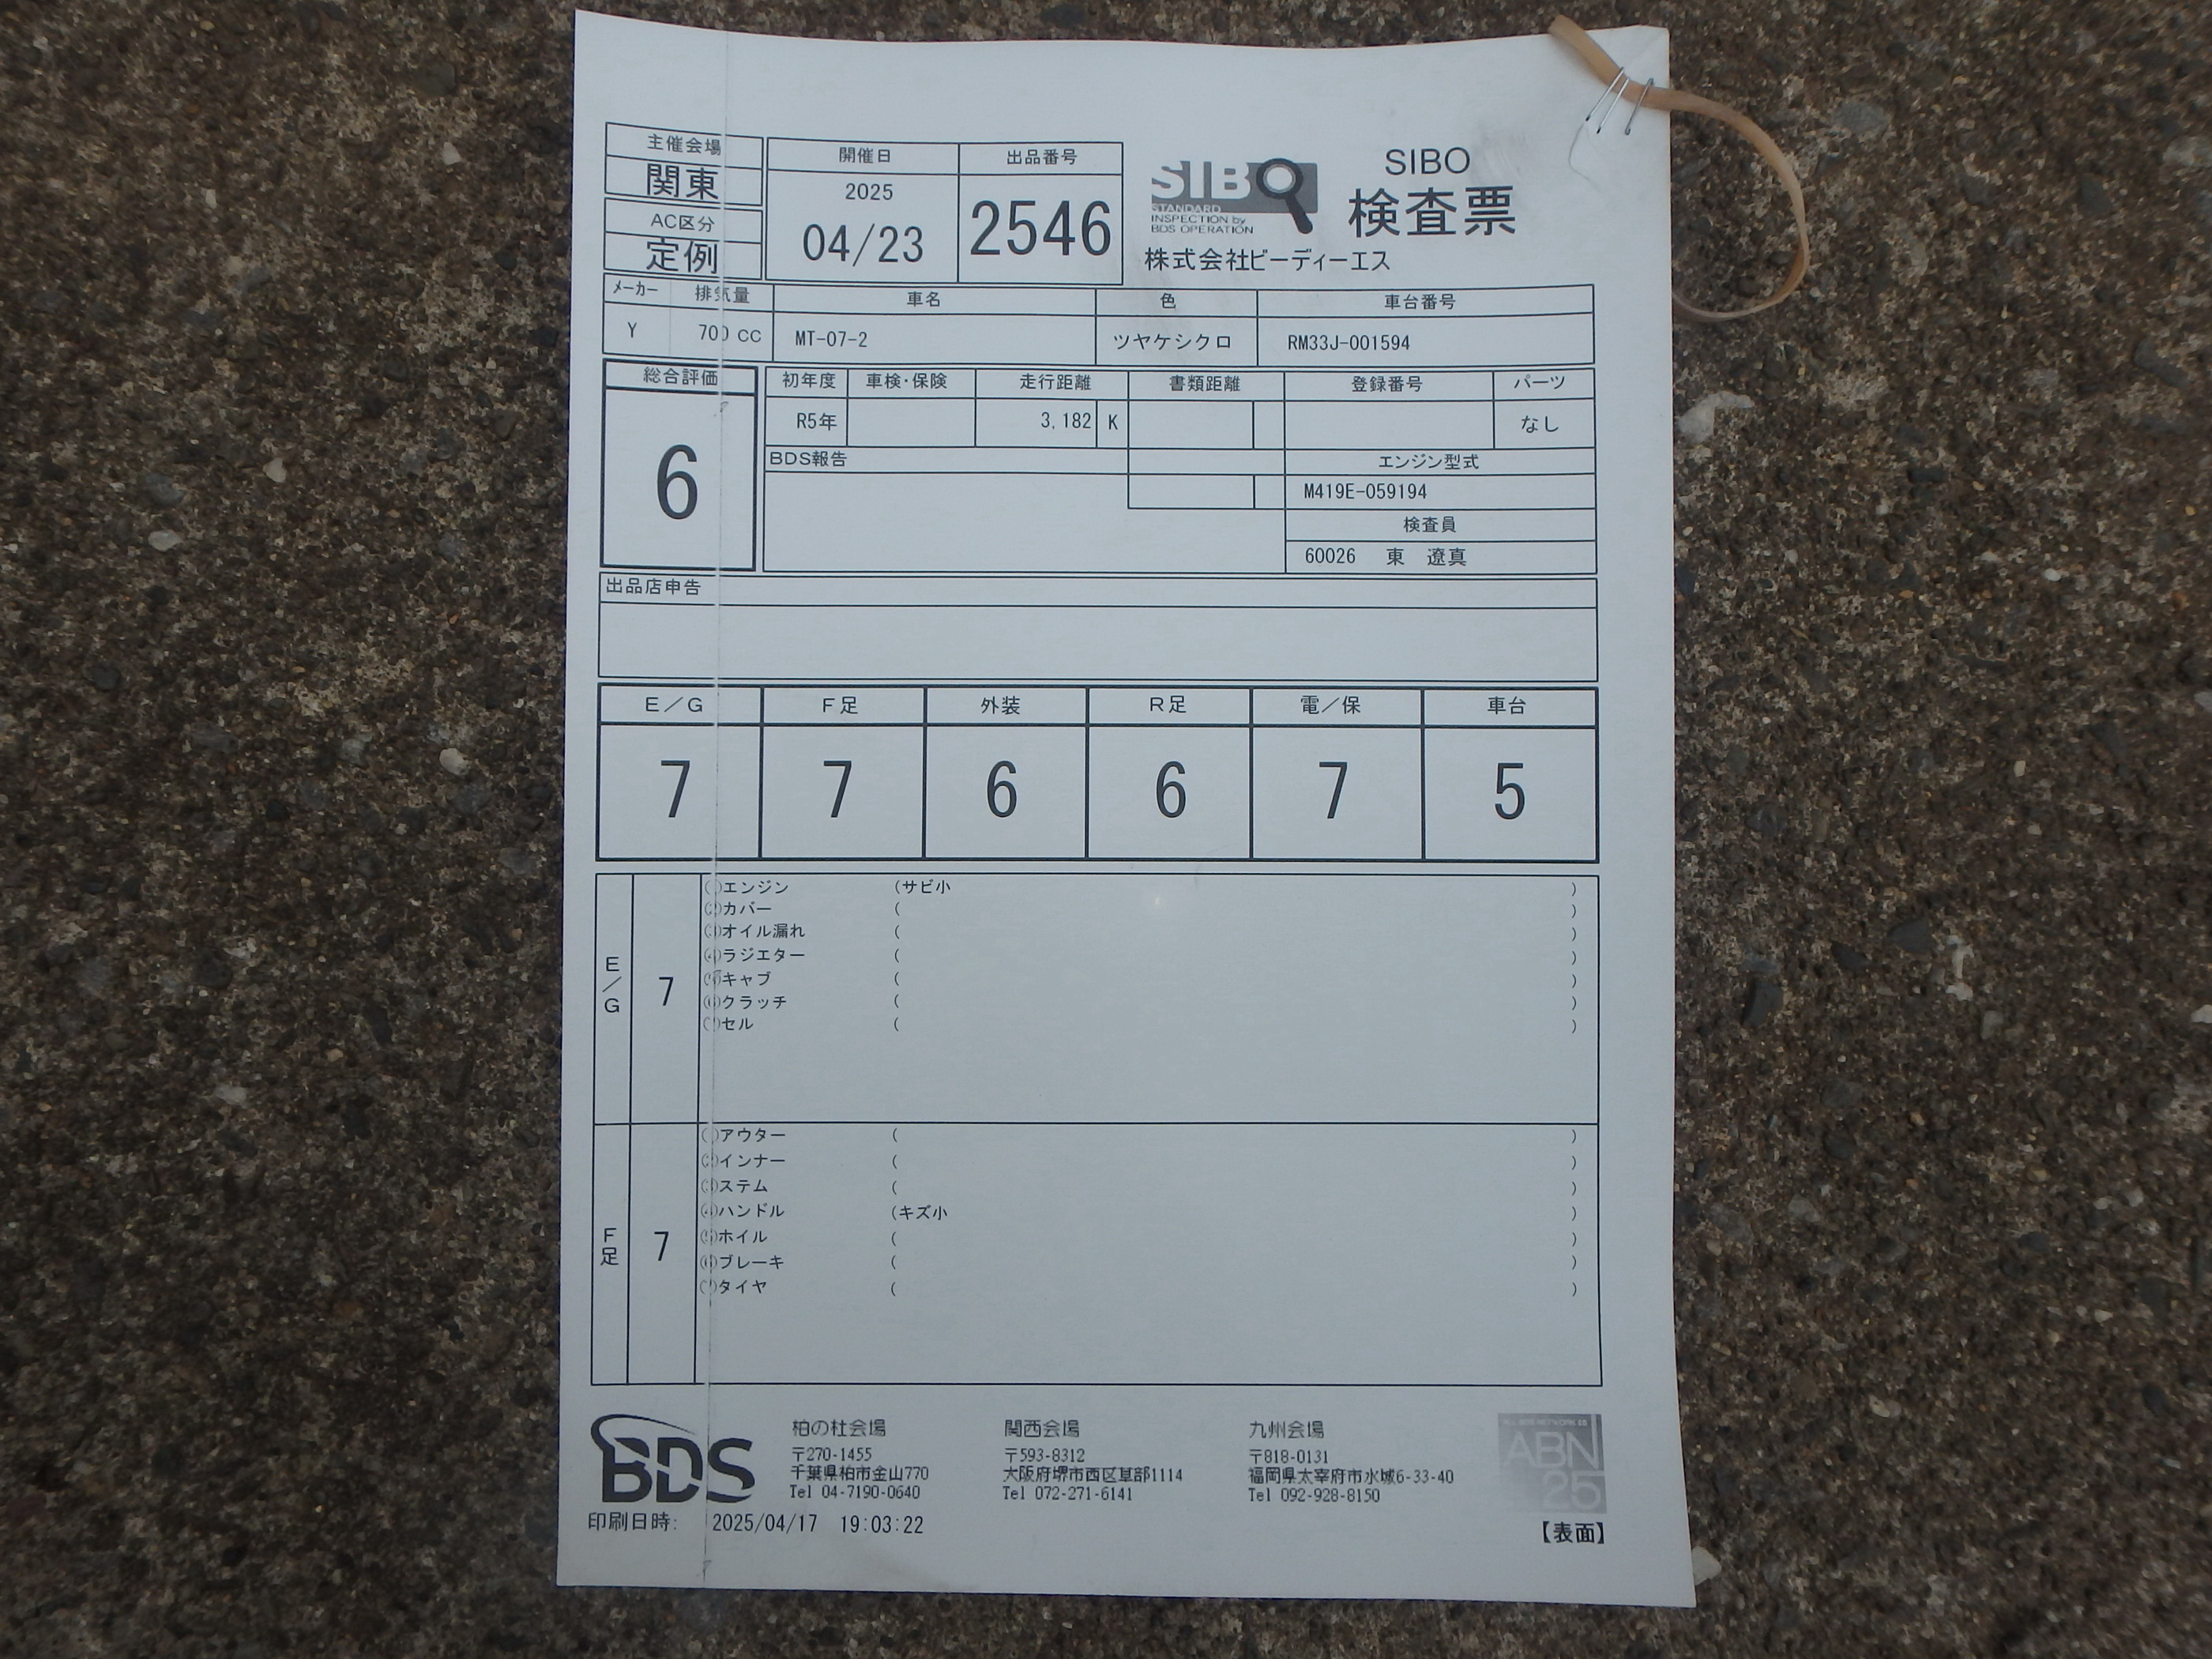 主催会場
関東
AC区分
定例
開催日
2025
04/23
出品番号
2546
SIBO
STANDARD
INSPECTION by
BDS OPERATION
SIBO
検査票
株式会社ビーディーエス
メーカー 排気量 車名 色 車台番号
Y 700 CC MT-07-2 ツヤケシクロ RM33J-001594
総合評価
6
初年度 車検・保険 走行距離 書類距離 登録番号 パーツ
R5年 3,182 K なし
BDS報告 エンジン型式
M419E-059194
検査員
60026 東 遼真
出品店申告
E/G F足 外装 R足 電/保 車台
7 7 6 6 7 5
E/G
7
(1)エンジン (サビ小 )
(2)カバー ( )
(3)オイル漏れ ( )
(4)ラジエター ( )
(5)キャブ ( )
(6)クラッチ ( )
(7)セル ( )
F足
7
(1)アウター ( )
(2)インナー ( )
(3)ステム ( )
(4)ハンドル (キズ小 )
(5)ホイル ( )
(6)ブレーキ ( )
(7)タイヤ ( )
BDS
柏の杜会場
〒270-1455
千葉県柏市金山770
Tel 04-7190-0640
関西会場
〒593-8312
大阪府堺市西区草部1114
Tel 072-271-6141
九州会場
〒818-0131
福岡県太宰府市水城6-33-40
Tel 092-928-8150
ABN
25
印刷日時: 2025/04/17 19:03:22
【表面】